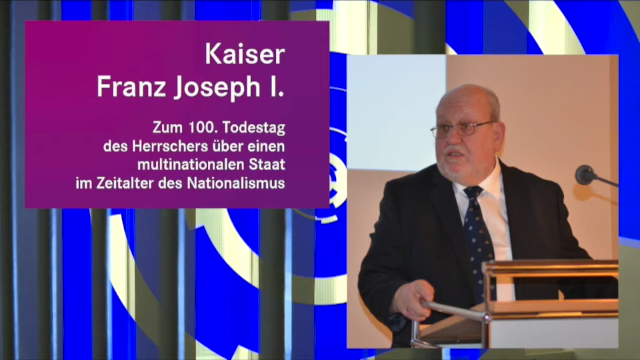 Kaiser
Franz Joseph I.
Zum 100. Todestag
des Herrschers über einen
multinationalen Staat
im Zeitalter des Nationalismus